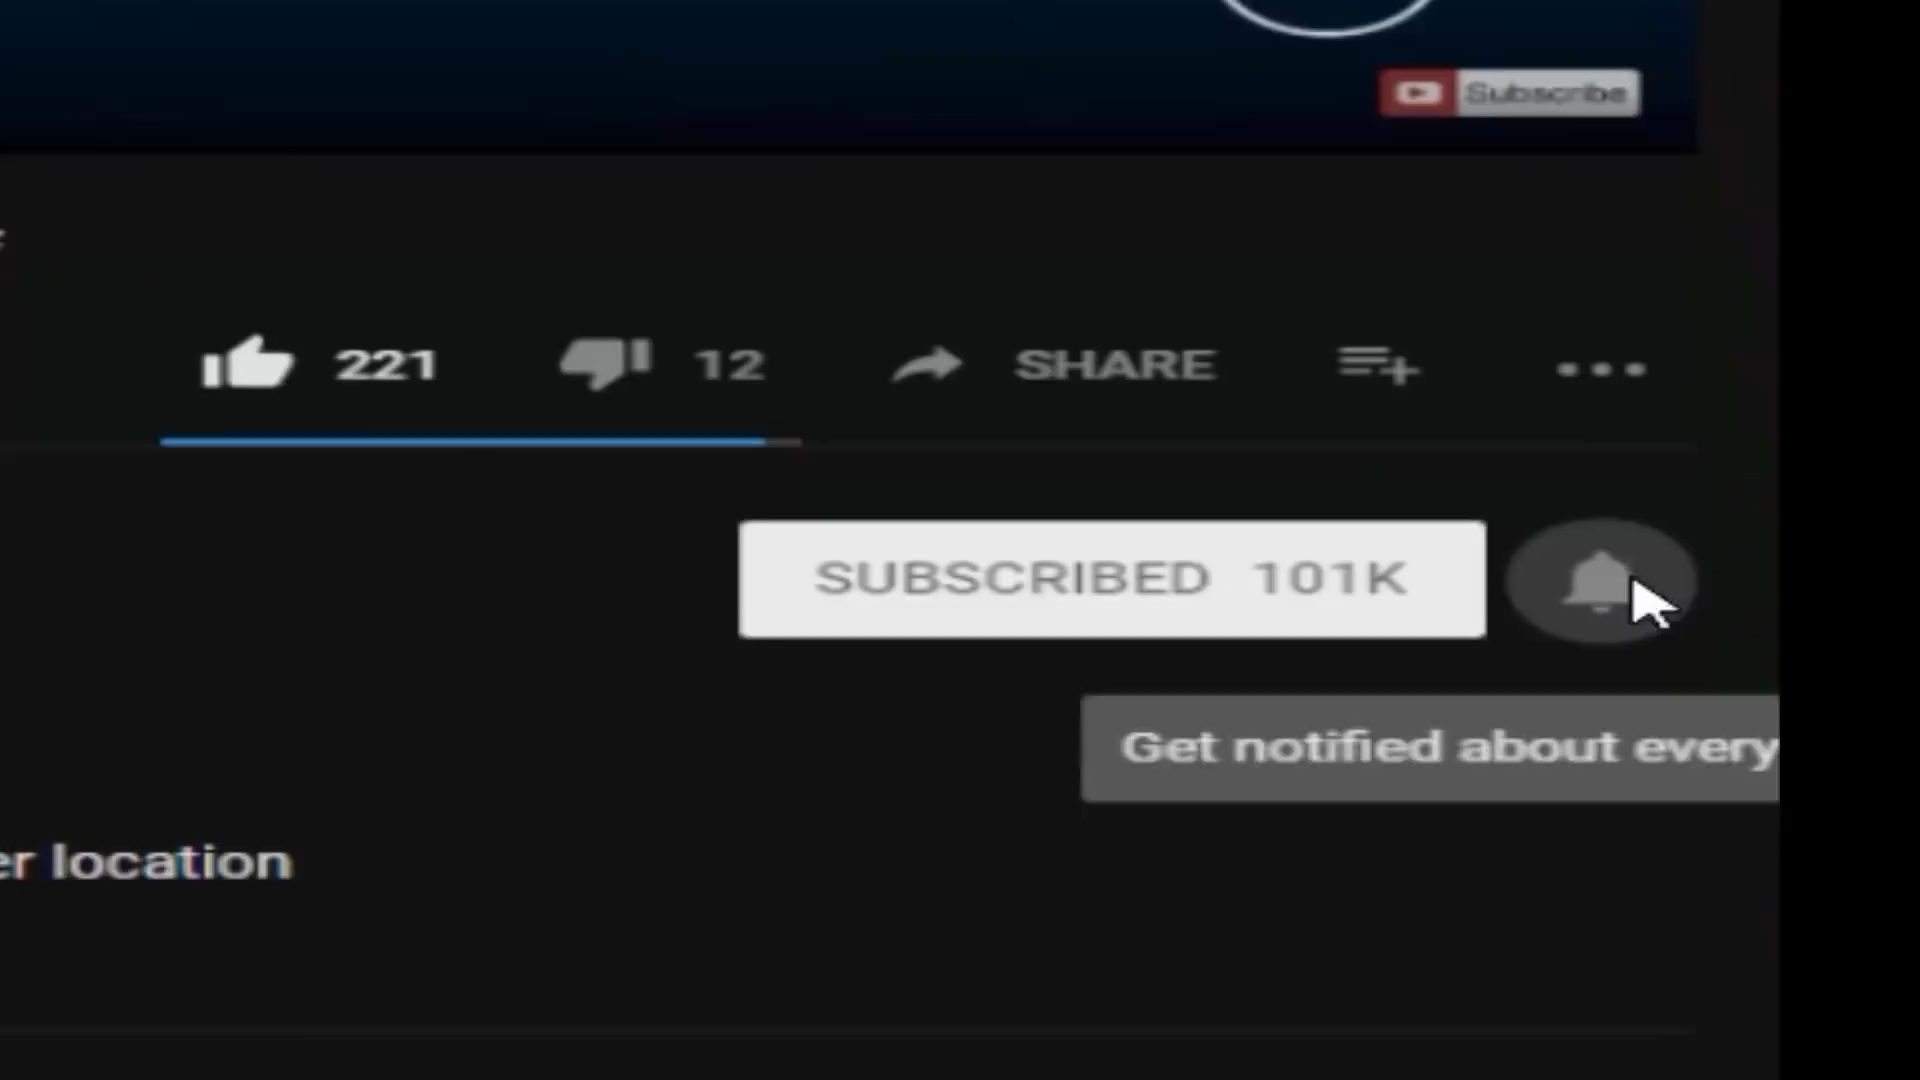 Subscribe
221 12 SHARE
SUBSCRIBED 101K
Get notified about every
er location